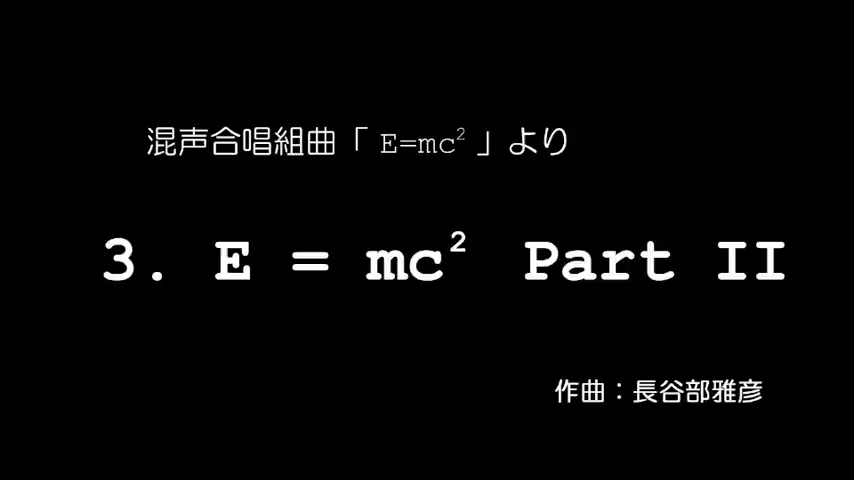 混声合唱組曲「 E=mc² 」より
3. E = mc² Part II
作曲：長谷部雅彦